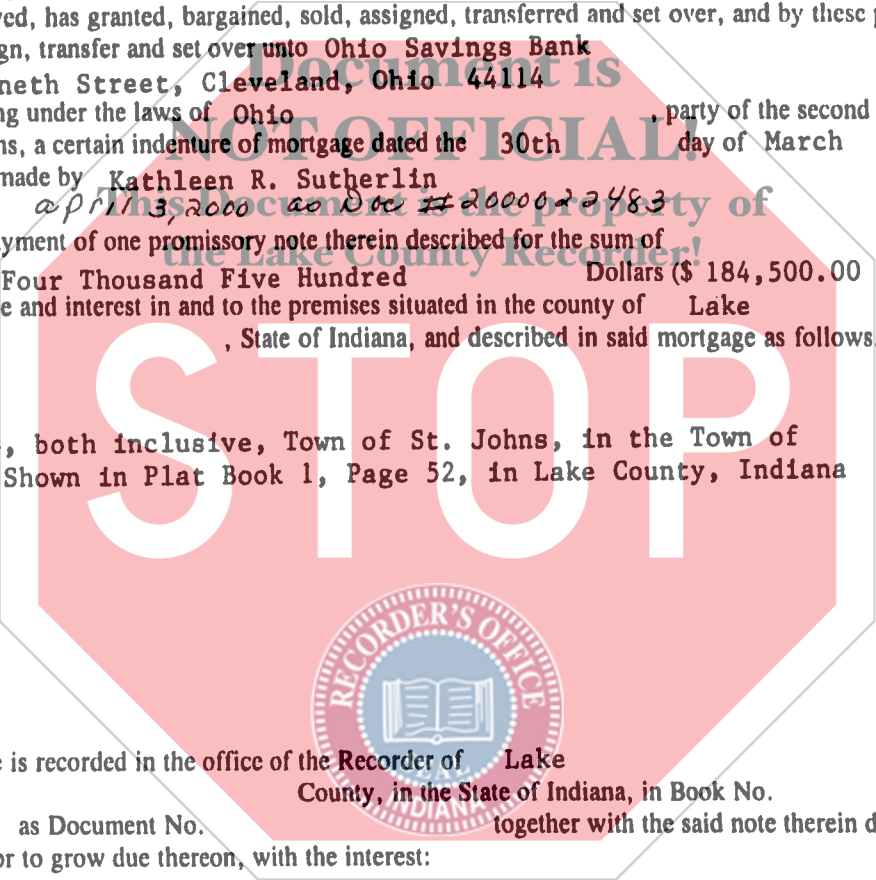 ved, has granted, bargained, sold, assigned, transferred and set over, and by these p
gn, transfer and set over unto Ohio Savings Bank
Document is
neth Street, Cleveland, Ohio 44114
ng under the laws of Ohio , party of the second
NOT OFFICIAL!
ns, a certain indenture of mortgage dated the 30th day of March
made by Kathleen R. Sutherlin
This Document is the property of
april 3, 2000 as Doc # 2000022483
yment of one promissory note therein described for the sum of
the Lake County Recorder!
Four Thousand Five Hundred Dollars ($ 184,500.00
e and interest in and to the premises situated in the county of Lake
, State of Indiana, and described in said mortgage as follows,
STOP
, both inclusive, Town of St. Johns, in the Town of
Shown in Plat Book 1, Page 52, in Lake County, Indiana
RECORDER'S OFFICE
e is recorded in the office of the Recorder of Lake
SEAL
County, in the State of Indiana, in Book No.
INDIANA
as Document No. together with the said note therein d
or to grow due thereon, with the interest: